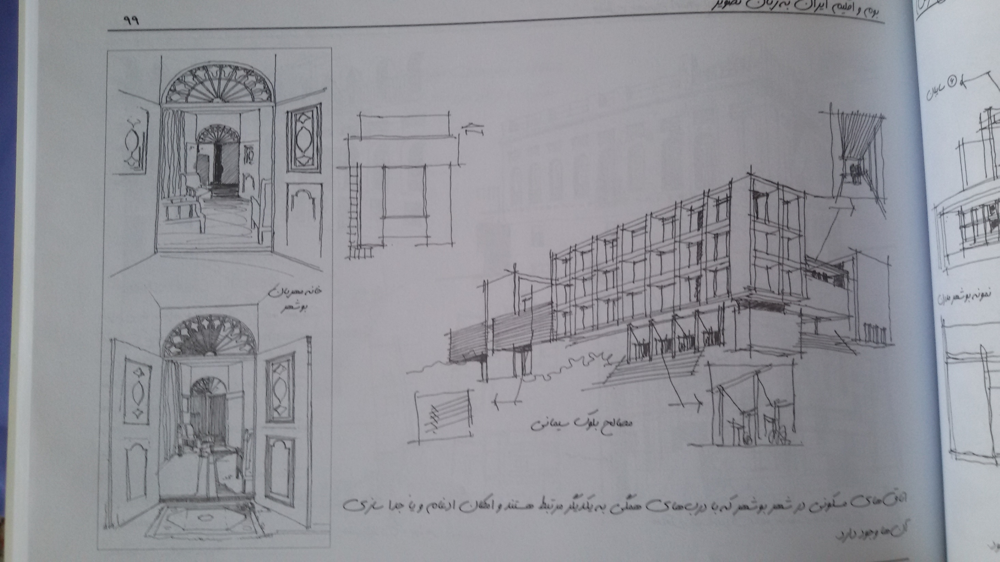 بوم و اقلیم ایران به زبان تصویر
۹۹
خانه مهربان
بوشهر
مصالح بلوک سیمانی
اتاق‌های مسکونی در شهر بوشهر که با درب‌های همگی به یکدیگر مرتبط هستند و امکان ادغام و یا جدا سازی
آن‌ها وجود دارد
۶ سایبان
نمونه بوشهر مدرن